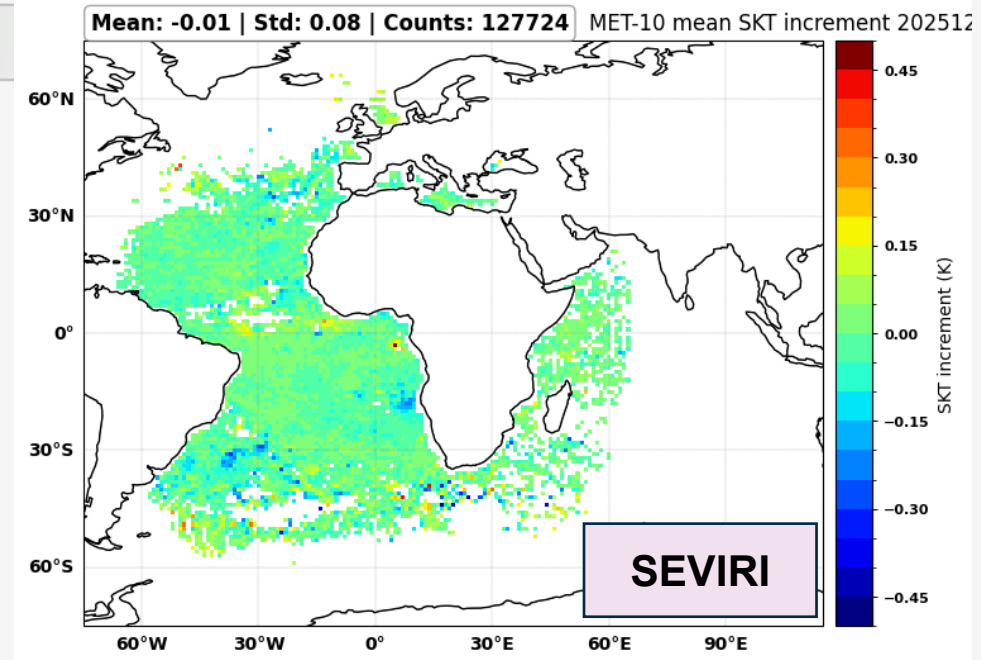 Mean: -0.01 | Std: 0.08 | Counts: 127724
MET-10 mean SKT increment 202512
60°N
30°N
0°
30°S
60°S
60°W
30°W
0°
30°E
60°E
90°E
SEVIRI
0.45
0.30
0.15
0.00
−0.15
−0.30
−0.45
SKT increment (K)